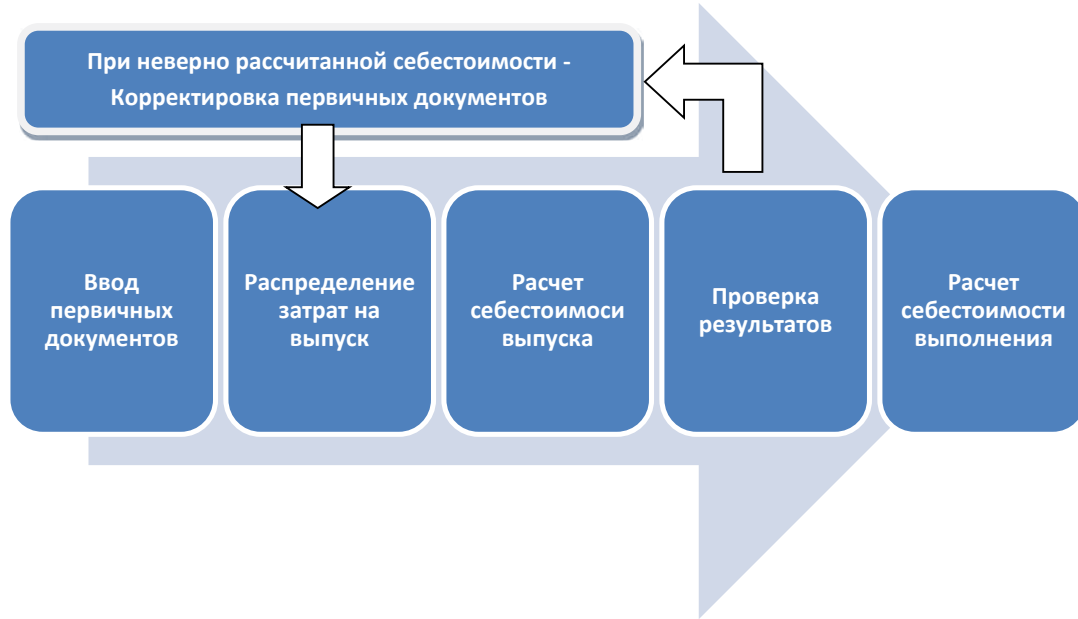 При неверно рассчитанной себестоимости -
Корректировка первичных документов
Ввод
первичных
документов
Распределение
затрат на
выпуск
Расчет
себестоимоси
выпуска
Проверка
результатов
Расчет
себестоимости
выполнения